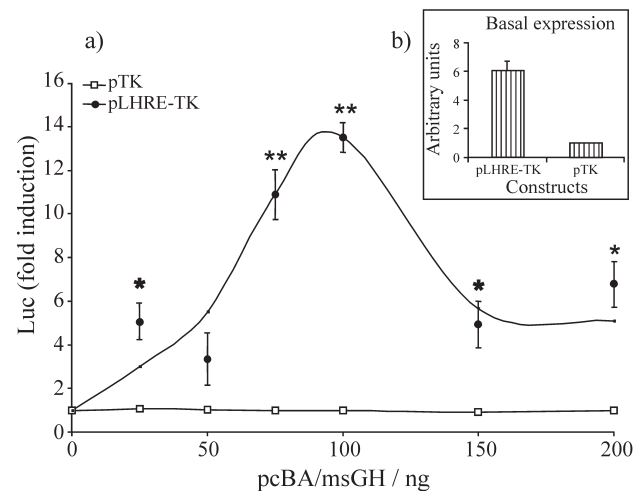 a)
pTK
pLHRE-TK
16
14
12
10
8
6
4
2
0
Luc (fold induction)
*
**
**
*
*
0 50 100 150 200
pcBA/msGH / ng
b)
Basal expression
8
6
4
2
0
Arbitrary units
pLHRE-TK pTK
Constructs